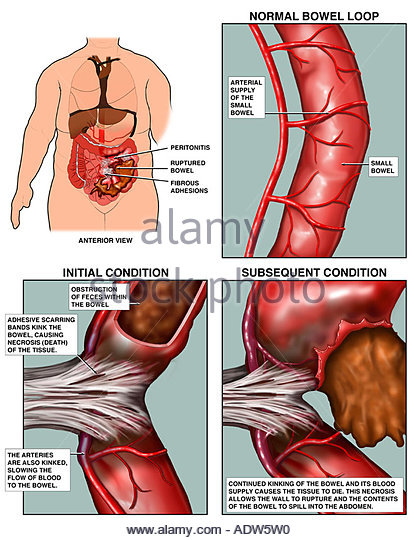 NORMAL BOWEL LOOP
ARTERIAL
SUPPLY
OF THE
SMALL
BOWEL
SMALL
BOWEL
PERITONITIS
RUPTURED
BOWEL
FIBROUS
ADHESIONS
ANTERIOR VIEW
alamy
stock photo
INITIAL CONDITION
OBSTRUCTION
OF FECES WITHIN
THE BOWEL
ADHESIVE SCARRING
BANDS KINK THE
BOWEL, CAUSING
NECROSIS (DEATH)
OF THE TISSUE.
THE ARTERIES
ARE ALSO KINKED,
SLOWING THE
FLOW OF BLOOD
TO THE BOWEL.
SUBSEQUENT CONDITION
CONTINUED KINKING OF THE BOWEL AND ITS BLOOD
SUPPLY CAUSES THE TISSUE TO DIE. THIS NECROSIS
ALLOWS THE WALL TO RUPTURE AND THE CONTENTS
OF THE BOWEL TO SPILL INTO THE ABDOMEN.
www.alamy.com - ADW5W0